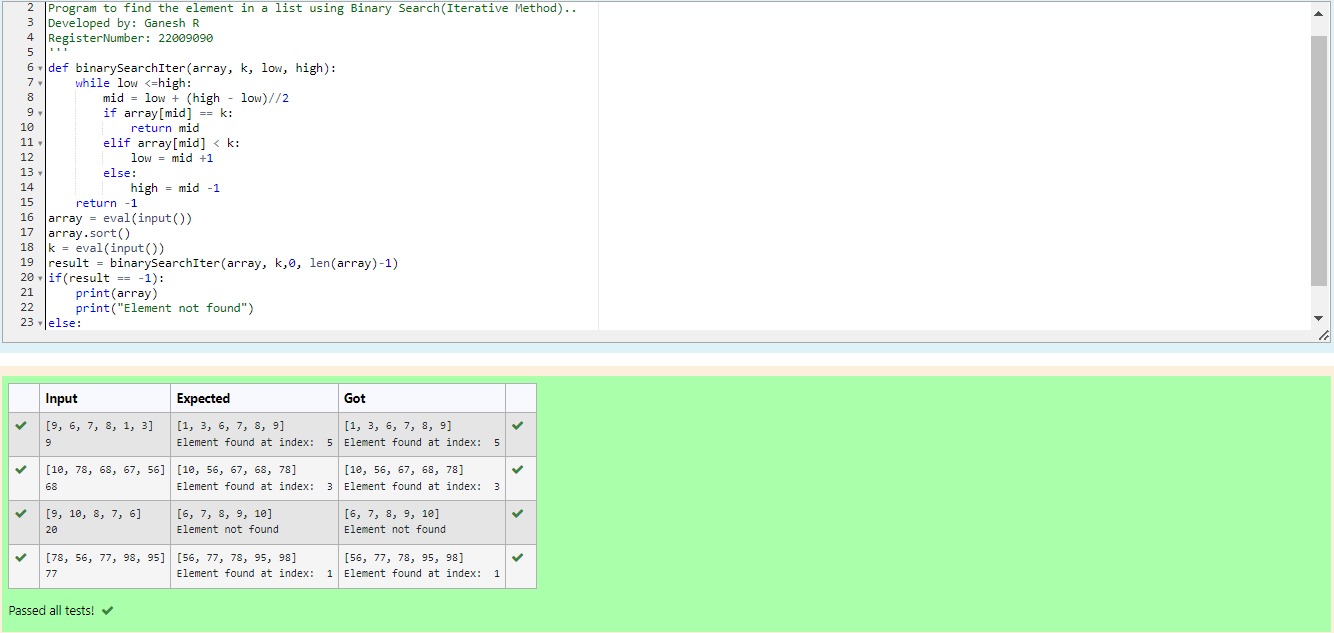 2 Program to find the element in a list using Binary Search(Iterative Method)..
3 Developed by: Ganesh R
4 RegisterNumber: 22009090
5 '''
6 def binarySearchIter(array, k, low, high):
7     while low <=high:
8         mid = low + (high - low)//2
9         if array[mid] == k:
10             return mid
11         elif array[mid] < k:
12             low = mid +1
13         else:
14             high = mid -1
15     return -1
16 array = eval(input())
17 array.sort()
18 k = eval(input())
19 result = binarySearchIter(array, k,0, len(array)-1)
20 if(result == -1):
21     print(array)
22     print("Element not found")
23 else:
Input Expected Got
[9, 6, 7, 8, 1, 3] [1, 3, 6, 7, 8, 9] [1, 3, 6, 7, 8, 9]
9 Element found at index:  5 Element found at index:  5
[10, 78, 68, 67, 56] [10, 56, 67, 68, 78] [10, 56, 67, 68, 78]
68 Element found at index:  3 Element found at index:  3
[9, 10, 8, 7, 6] [6, 7, 8, 9, 10] [6, 7, 8, 9, 10]
20 Element not found Element not found
[78, 56, 77, 98, 95] [56, 77, 78, 95, 98] [56, 77, 78, 95, 98]
77 Element found at index:  1 Element found at index:  1
Passed all tests!